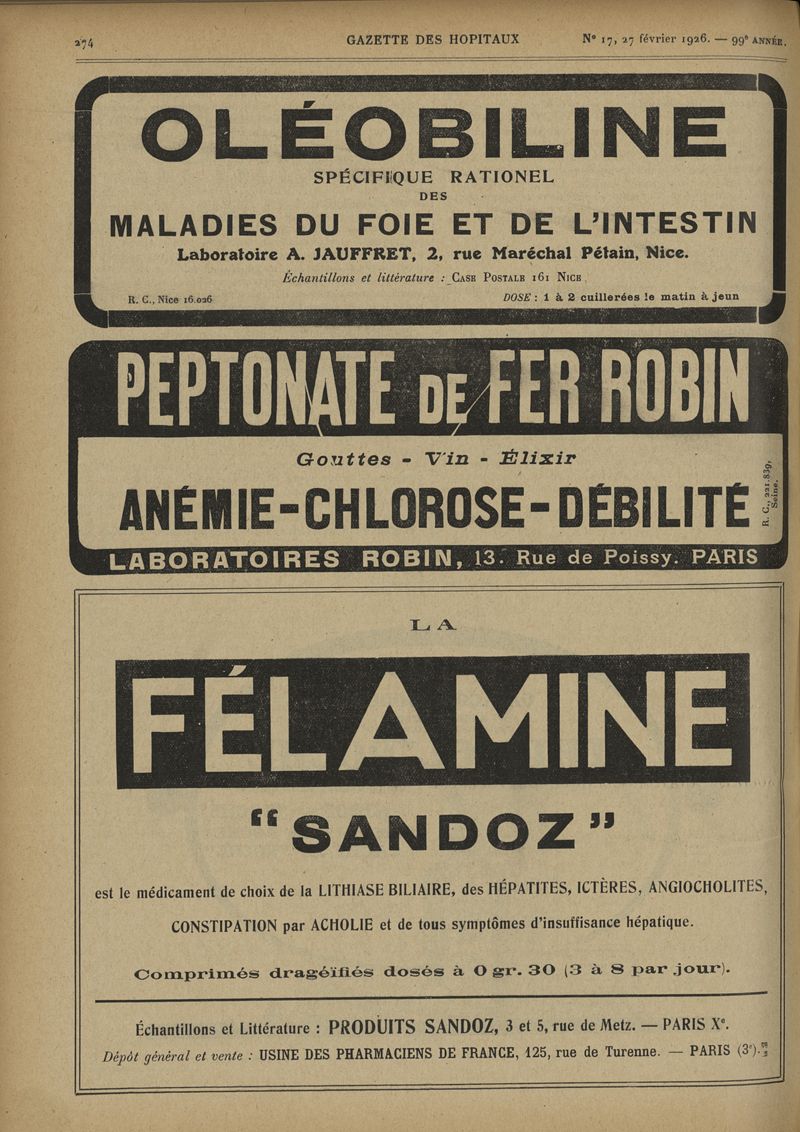 274 GAZETTE DES HOPITAUX N° 17, 27 février 1926. — 99e ANNÉE.
OLÉOBILINE
SPÉCIFIQUE RATIONEL
DES
MALADIES DU FOIE ET DE L'INTESTIN
Laboratoire A. JAUFFRET, 2, rue Maréchal Pétain, Nice.
Échantillons et littérature : CASE POSTALE 161 NICE.
R. C., Nice 16.026 DOSE : 1 à 2 cuillerées le matin à jeun
PEPTONATE DE FER ROBIN
Gouttes - Vin - Élixir
ANÉMIE-CHLOROSE-DÉBILITÉ
R. C., 221.839,
Seine.
LABORATOIRES ROBIN, 13. Rue de Poissy. PARIS
LA
FÉLAMINE
"SANDOZ"
est le médicament de choix de la LITHIASE BILIAIRE, des HÉPATITES, ICTÈRES, ANGIOCHOLITES,
CONSTIPATION par ACHOLIE et de tous symptômes d'insuffisance hépatique.
Comprimés dragéifiés dosés à 0 gr. 30 (3 à 8 par jour).
Échantillons et Littérature : PRODUITS SANDOZ, 3 et 5, rue de Metz. — PARIS Xe.
Dépôt général et vente : USINE DES PHARMACIENS DE FRANCE, 125, rue de Turenne. — PARIS (3e).